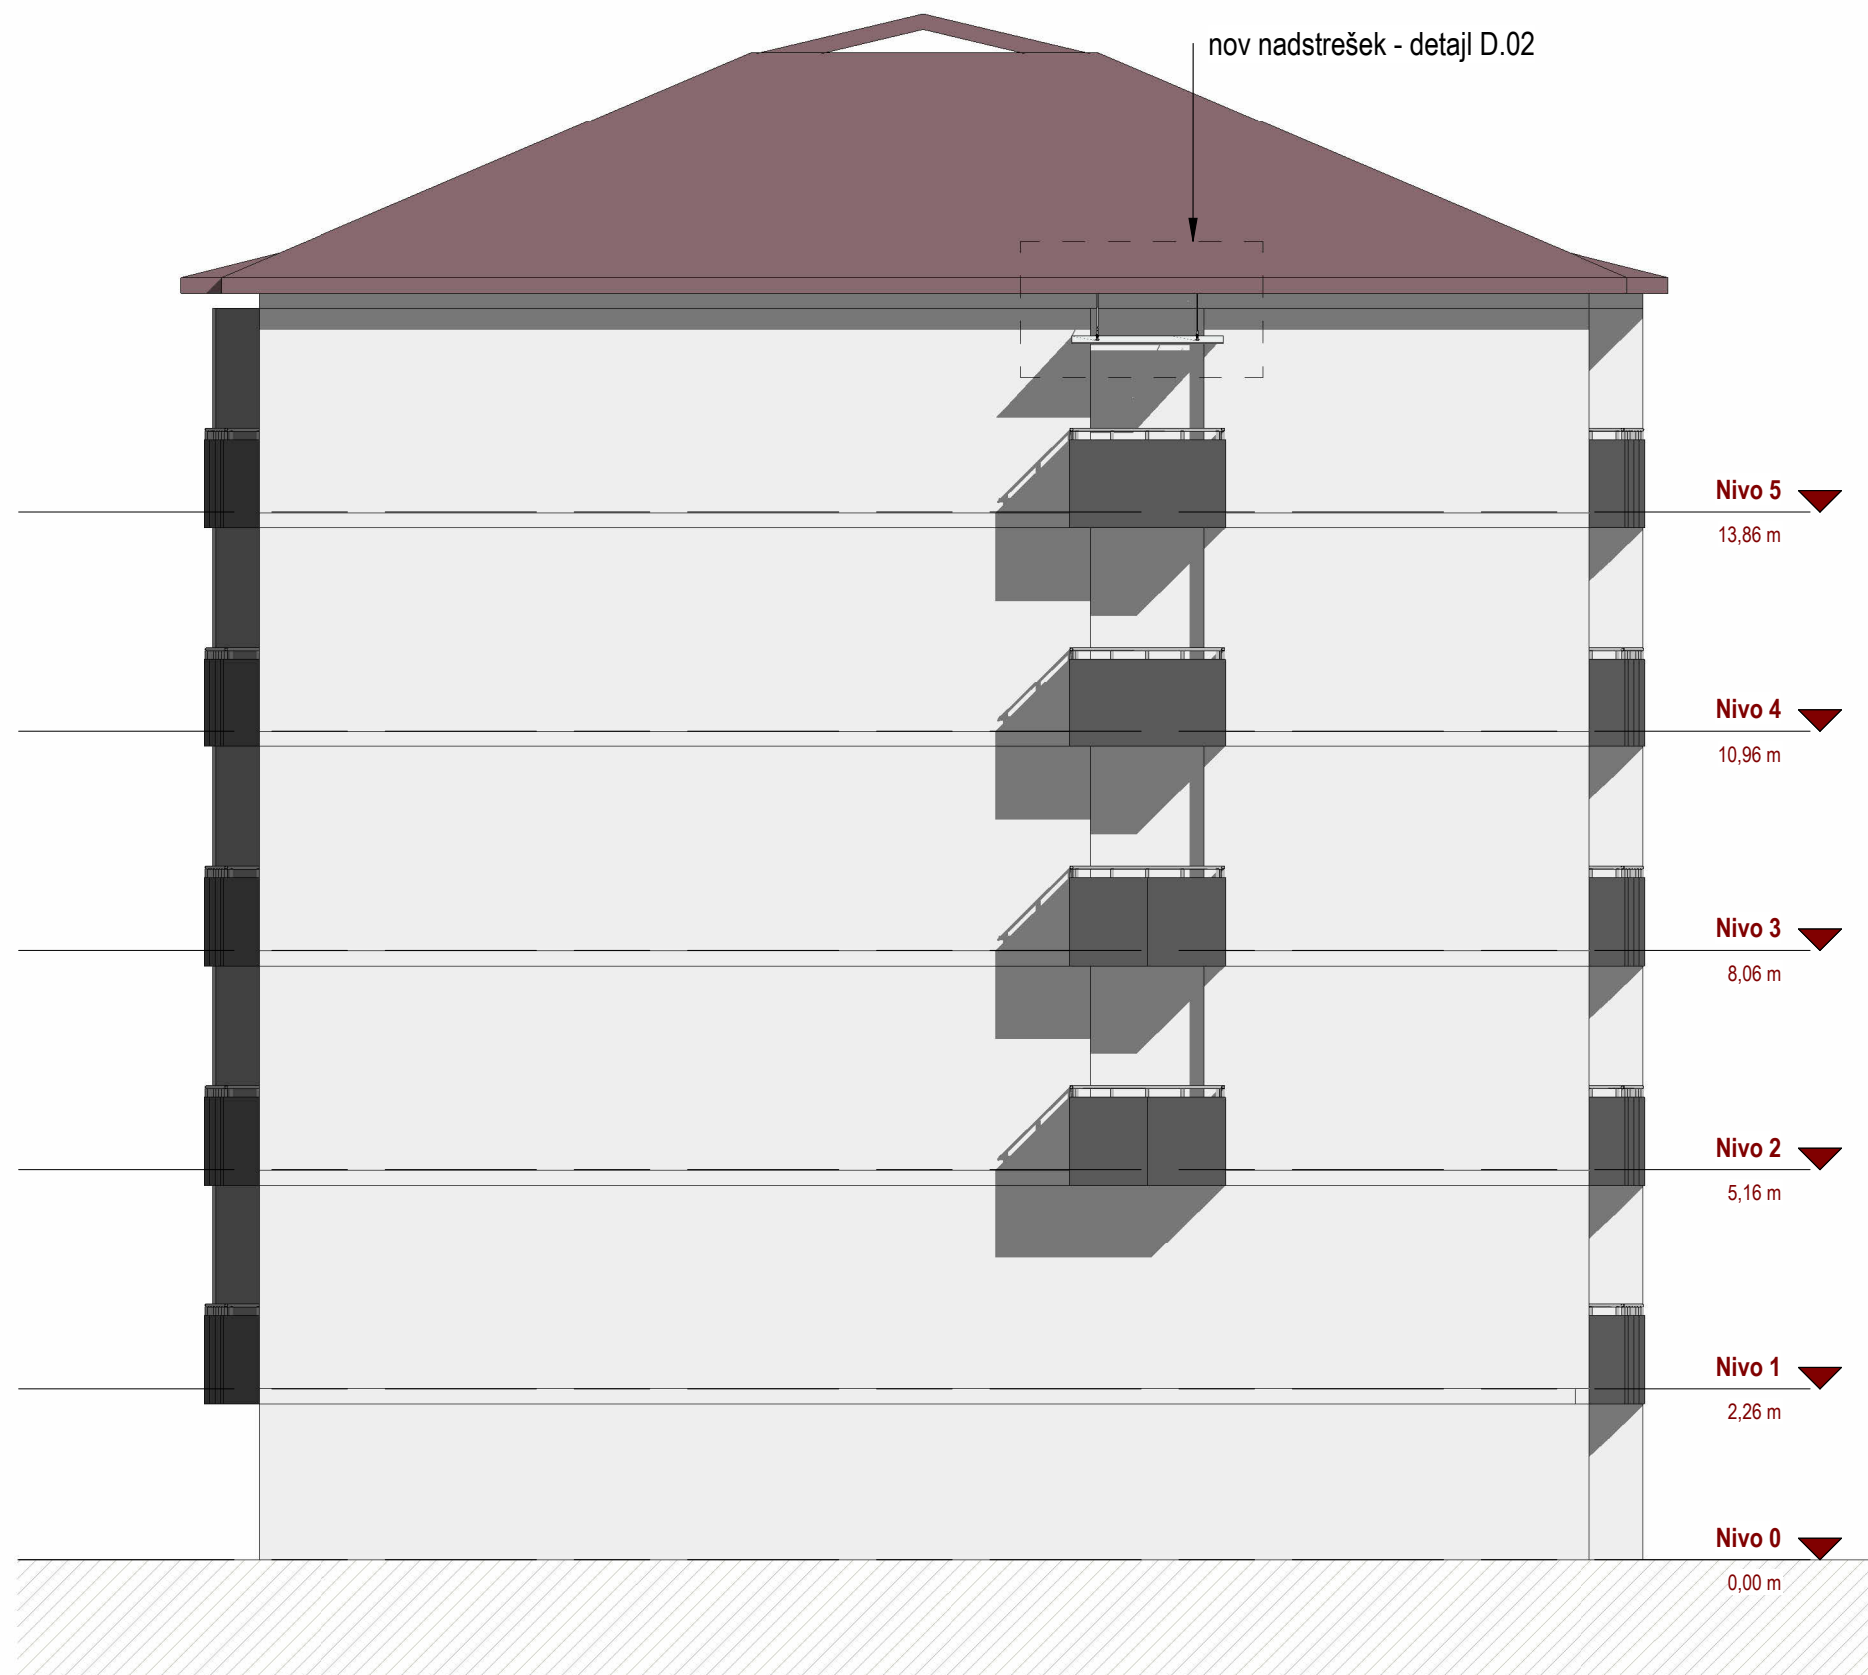 nov nadstrešek - detajl D.02
Nivo 5
13,86 m
Nivo 4
10,96 m
Nivo 3
8,06 m
Nivo 2
5,16 m
Nivo 1
2,26 m
Nivo 0
0,00 m